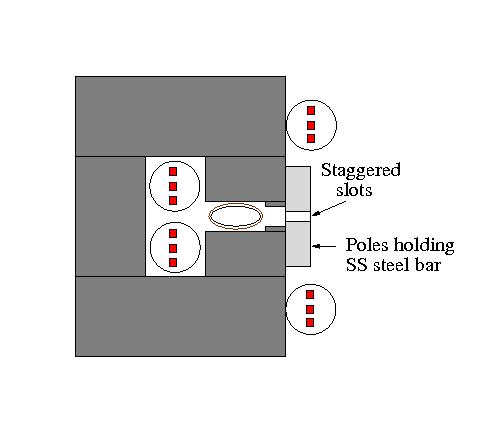 Staggered
slots
Poles holding
SS steel bar